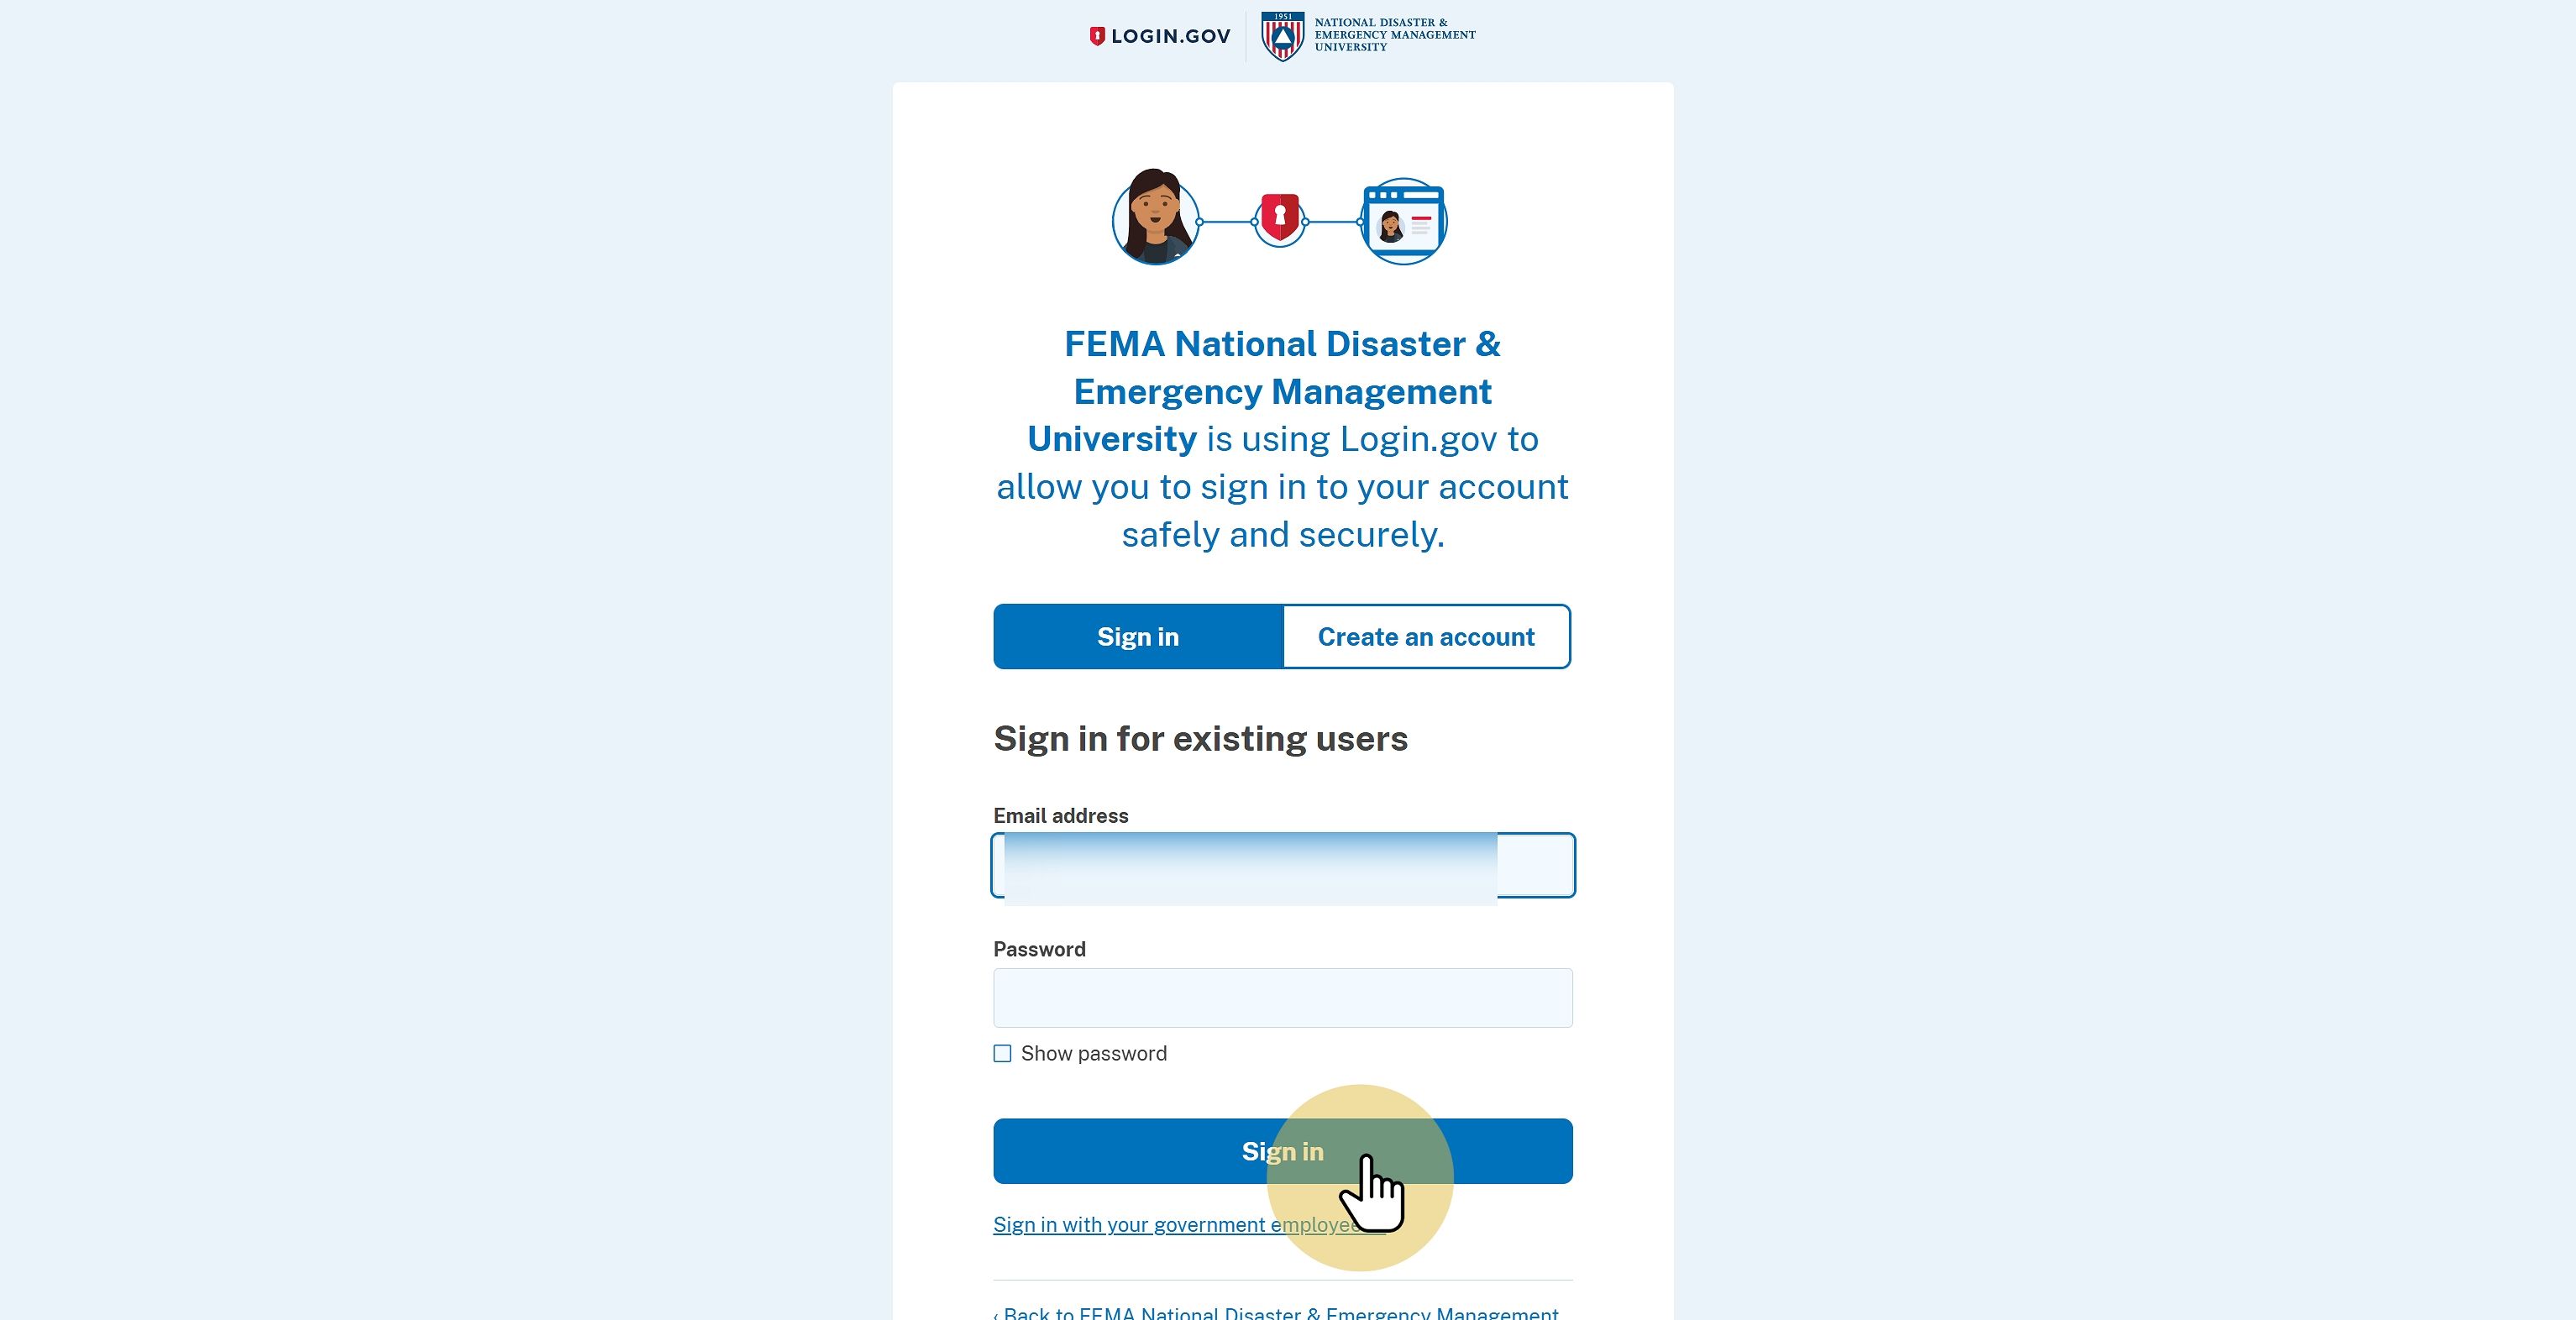 LOGIN.GOV
1951
NATIONAL DISASTER &
EMERGENCY MANAGEMENT
UNIVERSITY
FEMA National Disaster &
Emergency Management
University is using Login.gov to
allow you to sign in to your account
safely and securely.
Sign in
Create an account
Sign in for existing users
Email address
Password
Show password
Sign in
Sign in with your government employee
‹ Back to FEMA National Disaster & Emergency Management